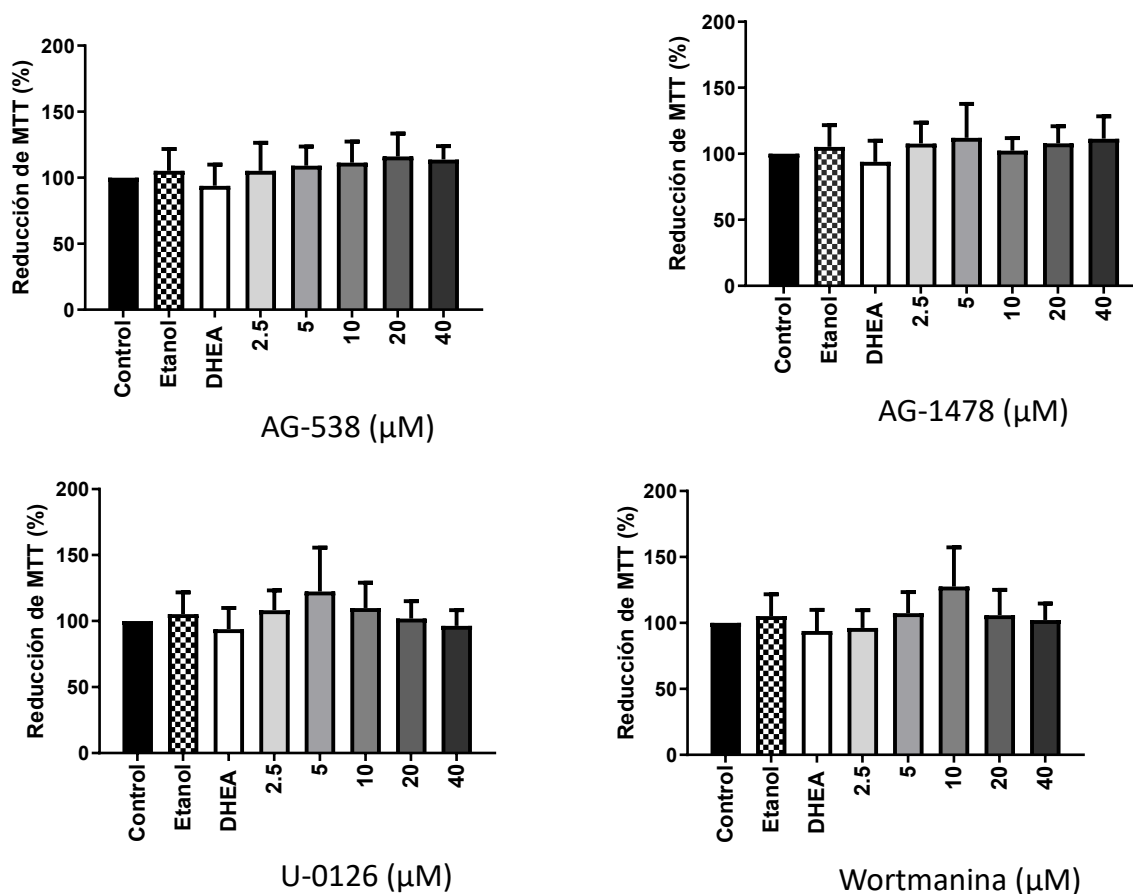 Reducción de MTT (%)
200
150
100
50
0
Control
Etanol
DHEA
2.5
5
10
20
40
AG-538 (µM)
Reducción de MTT (%)
200
150
100
50
0
Control
Etanol
DHEA
2.5
5
10
20
40
AG-1478 (µM)
Reducción de MTT (%)
200
150
100
50
0
Control
Etanol
DHEA
2.5
5
10
20
40
U-0126 (µM)
Reducción de MTT (%)
200
150
100
50
0
Control
Etanol
DHEA
2.5
5
10
20
40
Wortmanina (µM)